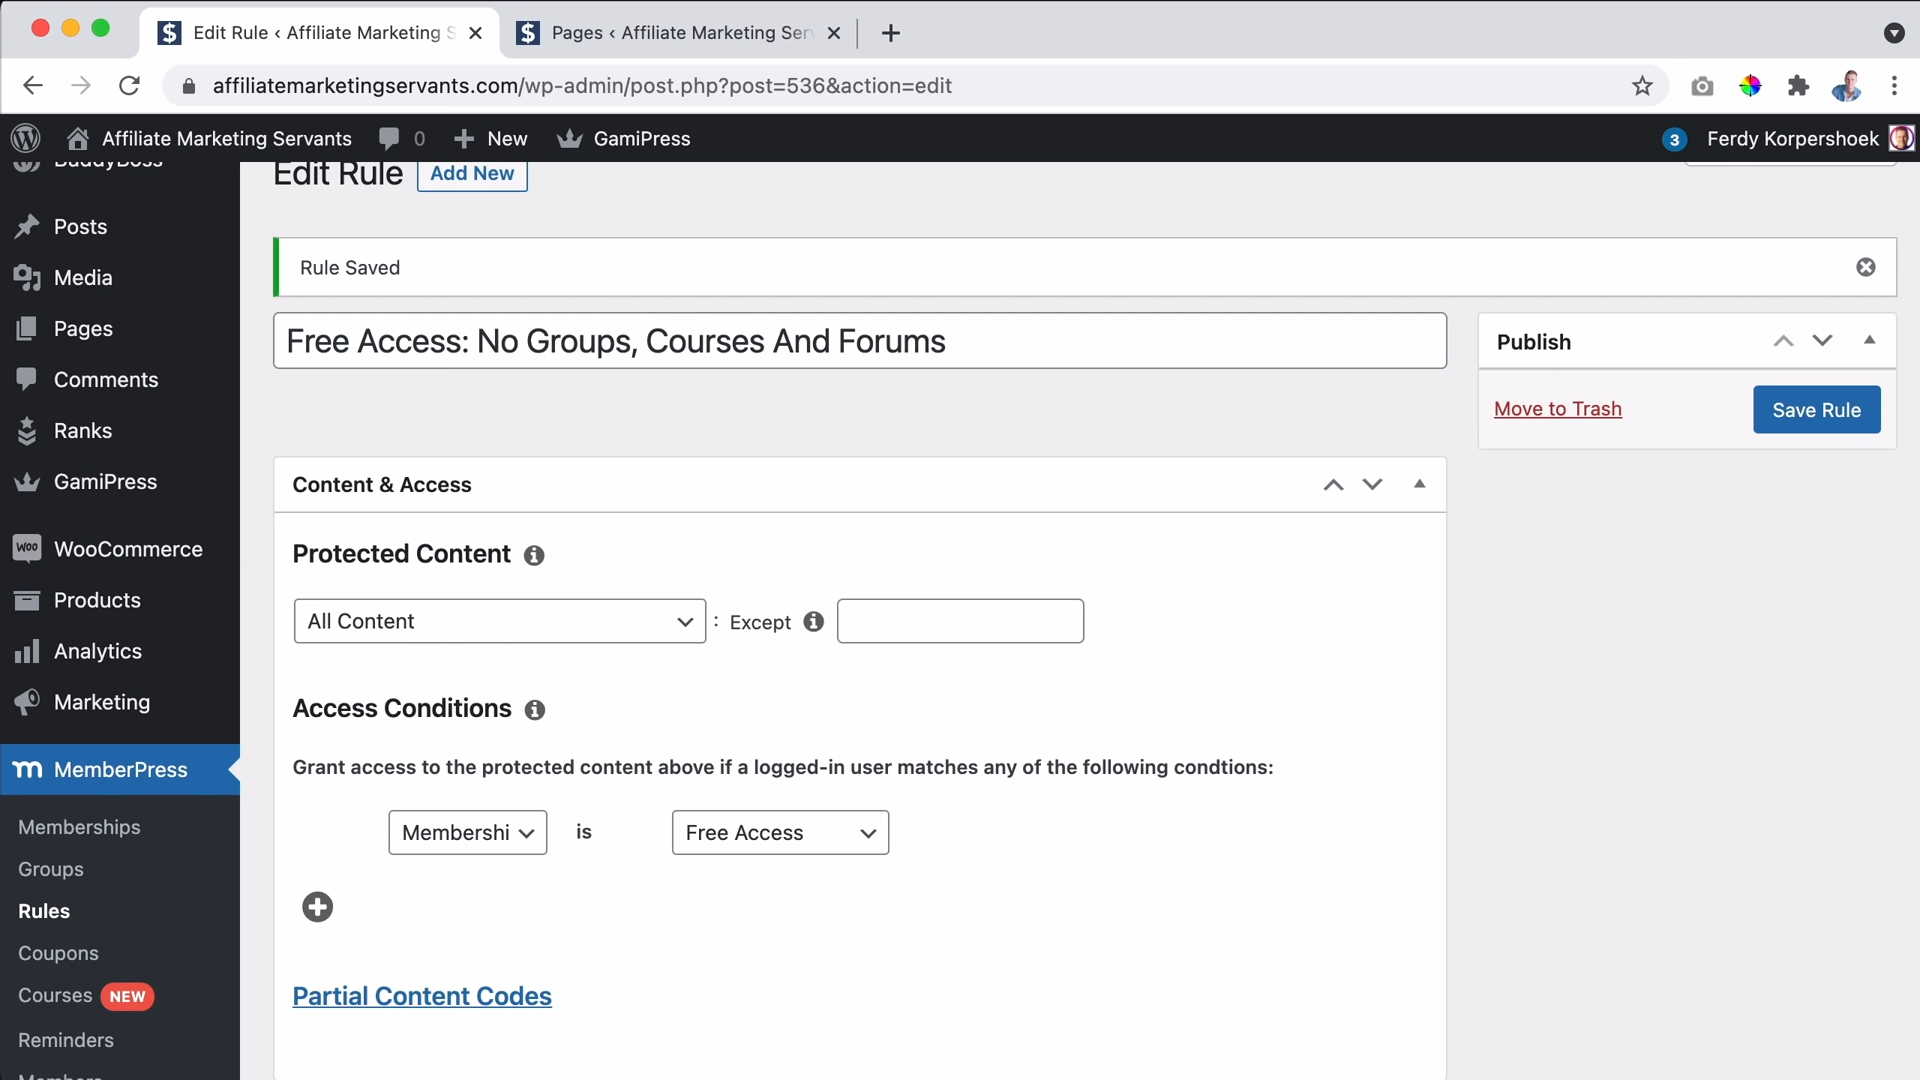 Edit Rule ‹ Affiliate Marketing S
Pages ‹ Affiliate Marketing Ser
affiliatemarketingservants.com/wp-admin/post.php?post=536&action=edit
Affiliate Marketing Servants
0
New
GamiPress
3
Ferdy Korpershoek
BuddyBoss
Posts
Media
Pages
Comments
Ranks
GamiPress
WOO
WooCommerce
Products
Analytics
Marketing
MemberPress
Memberships
Groups
Rules
Coupons
Courses NEW
Reminders
Members
Edit Rule
Add New
Rule Saved
Free Access: No Groups, Courses And Forums
Publish
Move to Trash
Save Rule
Content & Access
Protected Content
All Content
: Except
Access Conditions
Grant access to the protected content above if a logged-in user matches any of the following condtions:
Membershi
is
Free Access
Partial Content Codes